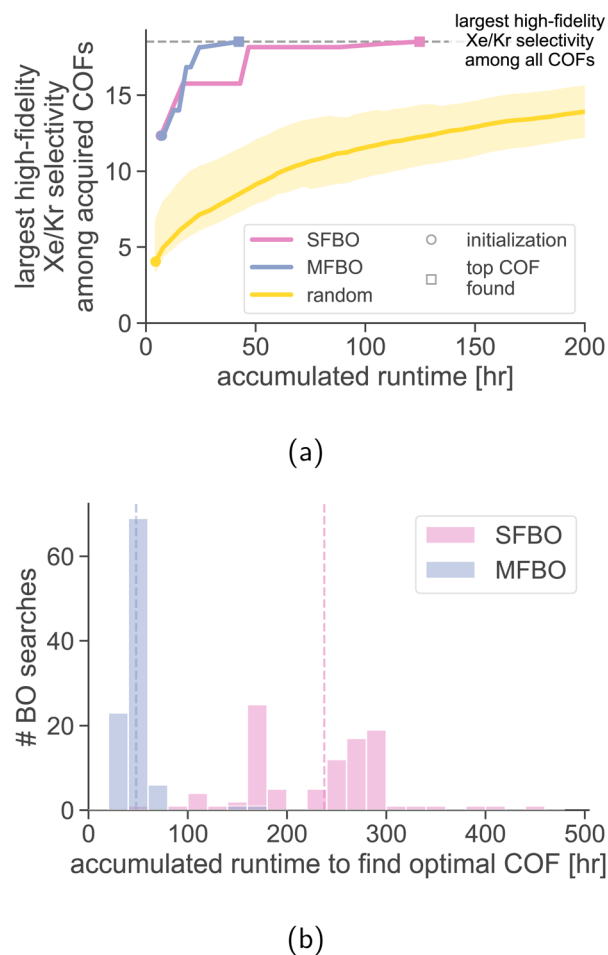 largest high-fidelity
Xe/Kr selectivity
among acquired COFs
15
10
5
0
largest high-fidelity
Xe/Kr selectivity
among all COFs
SFBO
MFBO
random
initialization
top COF
found
0 50 100 150 200
accumulated runtime [hr]
(a)
# BO searches
60
40
20
0
SFBO
MFBO
0 100 200 300 400 500
accumulated runtime to find optimal COF [hr]
(b)